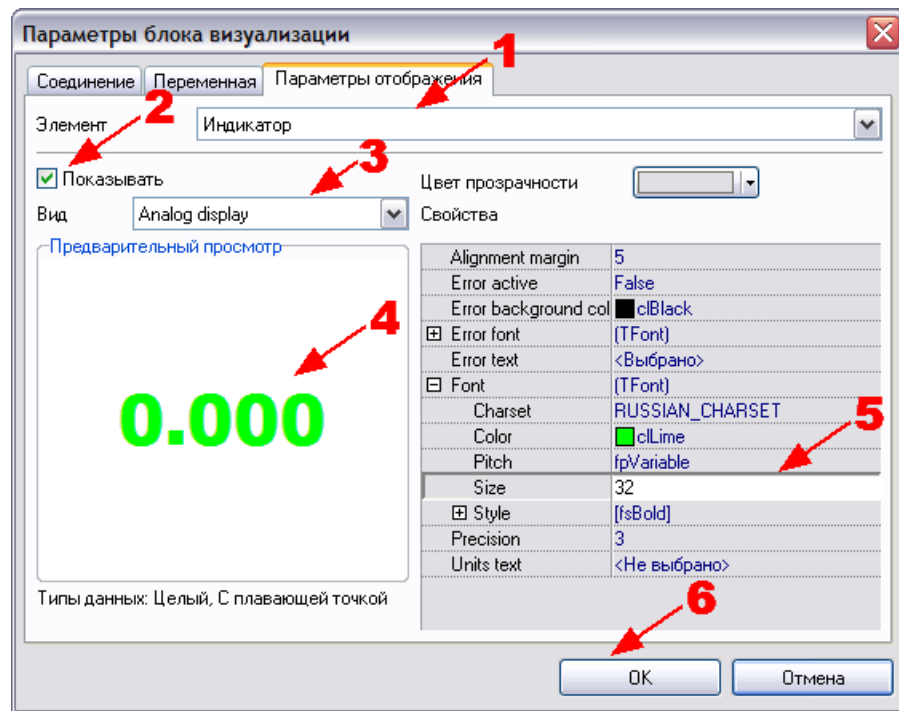 Параметры блока визуализации
1
Соединение Переменная Параметры отображения
2
Элемент Индикатор
3
Показывать
Цвет прозрачности
Вид Analog display
Свойства
Предварительный просмотр
4
0.000
Alignment margin 5
Error active False
Error background col clBlack
Error font (TFont)
Error text <Выбрано>
Font (TFont)
Charset RUSSIAN_CHARSET
5
Color clLime
Pitch fpVariable
Size 32
Style [fsBold]
Precision 3
Units text <Не выбрано>
Типы данных: Целый, С плавающей точкой
6
OK Отмена